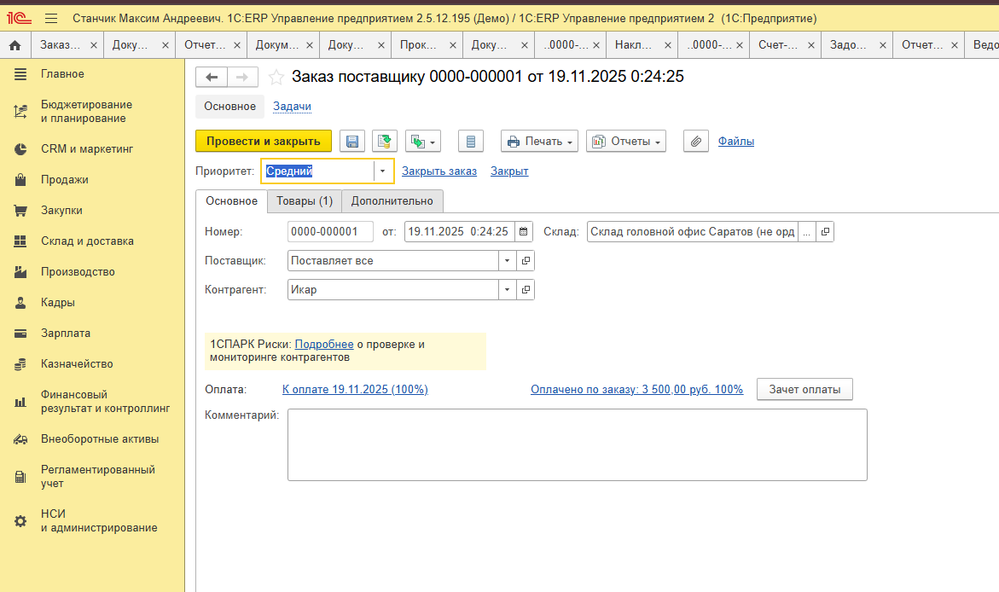 1С Станчик Максим Андреевич. 1С:ERP Управление предприятием 2.5.12.195 (Демо) / 1С:ERP Управление предприятием 2 (1С:Предприятие)
Заказ... × Доку... × Отчет... × Докум... × Доку... × Прок... × Доку... × ..0000-... × Накл... × ..0000-... × Счет-... × Задо... × Отчет... × Ведо
Главное
Бюджетирование
и планирование
CRM и маркетинг
Продажи
Закупки
Склад и доставка
Производство
Кадры
Зарплата
Казначейство
Финансовый
результат и контроллинг
Внеоборотные активы
Регламентированный
учет
НСИ
и администрирование
Заказ поставщику 0000-000001 от 19.11.2025 0:24:25
Основное Задачи
Провести и закрыть Печать Отчеты Файлы
Приоритет: Средний Закрыть заказ Закрыт
Основное Товары (1) Дополнительно
Номер: 0000-000001 от: 19.11.2025 0:24:25 Склад: Склад головной офис Саратов (не орд ...
Поставщик: Поставляет все
Контрагент: Икар
1СПАРК Риски: Подробнее о проверке и
мониторинге контрагентов
Оплата: К оплате 19.11.2025 (100%) Оплачено по заказу: 3 500,00 руб. 100% Зачет оплаты
Комментарий: